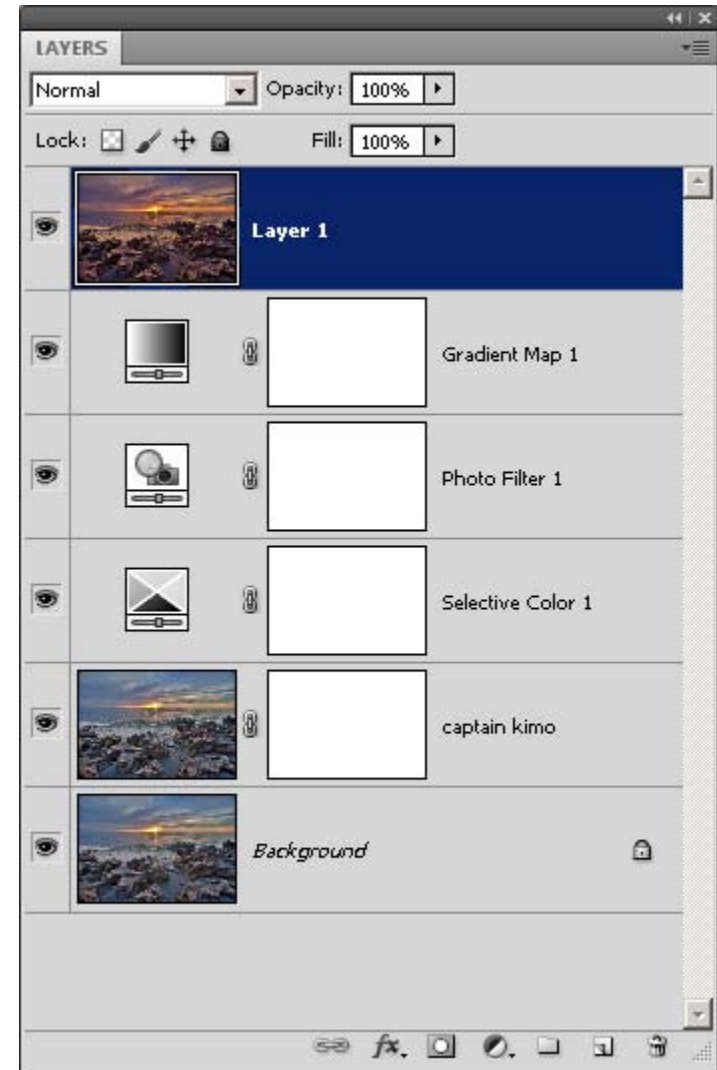 LAYERS
Normal Opacity: 100%
Lock: Fill: 100%
Layer 1
Gradient Map 1
Photo Filter 1
Selective Color 1
captain kimo
Background
fx.